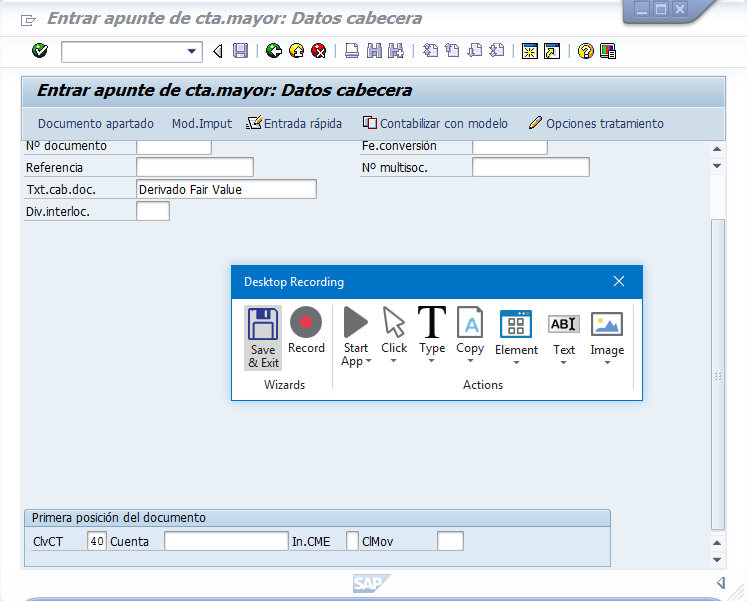 Entrar apunte de cta.mayor: Datos cabecera
Entrar apunte de cta.mayor: Datos cabecera
Documento apartado Mod.Imput Entrada rápida Contabilizar con modelo Opciones tratamiento
Nº documento Fe.conversión
Referencia Nº multisoc.
Txt.cab.doc. Derivado Fair Value
Div.interloc.
Desktop Recording
Save & Exit Record Start App Click Type Copy Element Text Image
Wizards Actions
Primera posición del documento
ClvCT 40 Cuenta In.CME ClMov
SAP